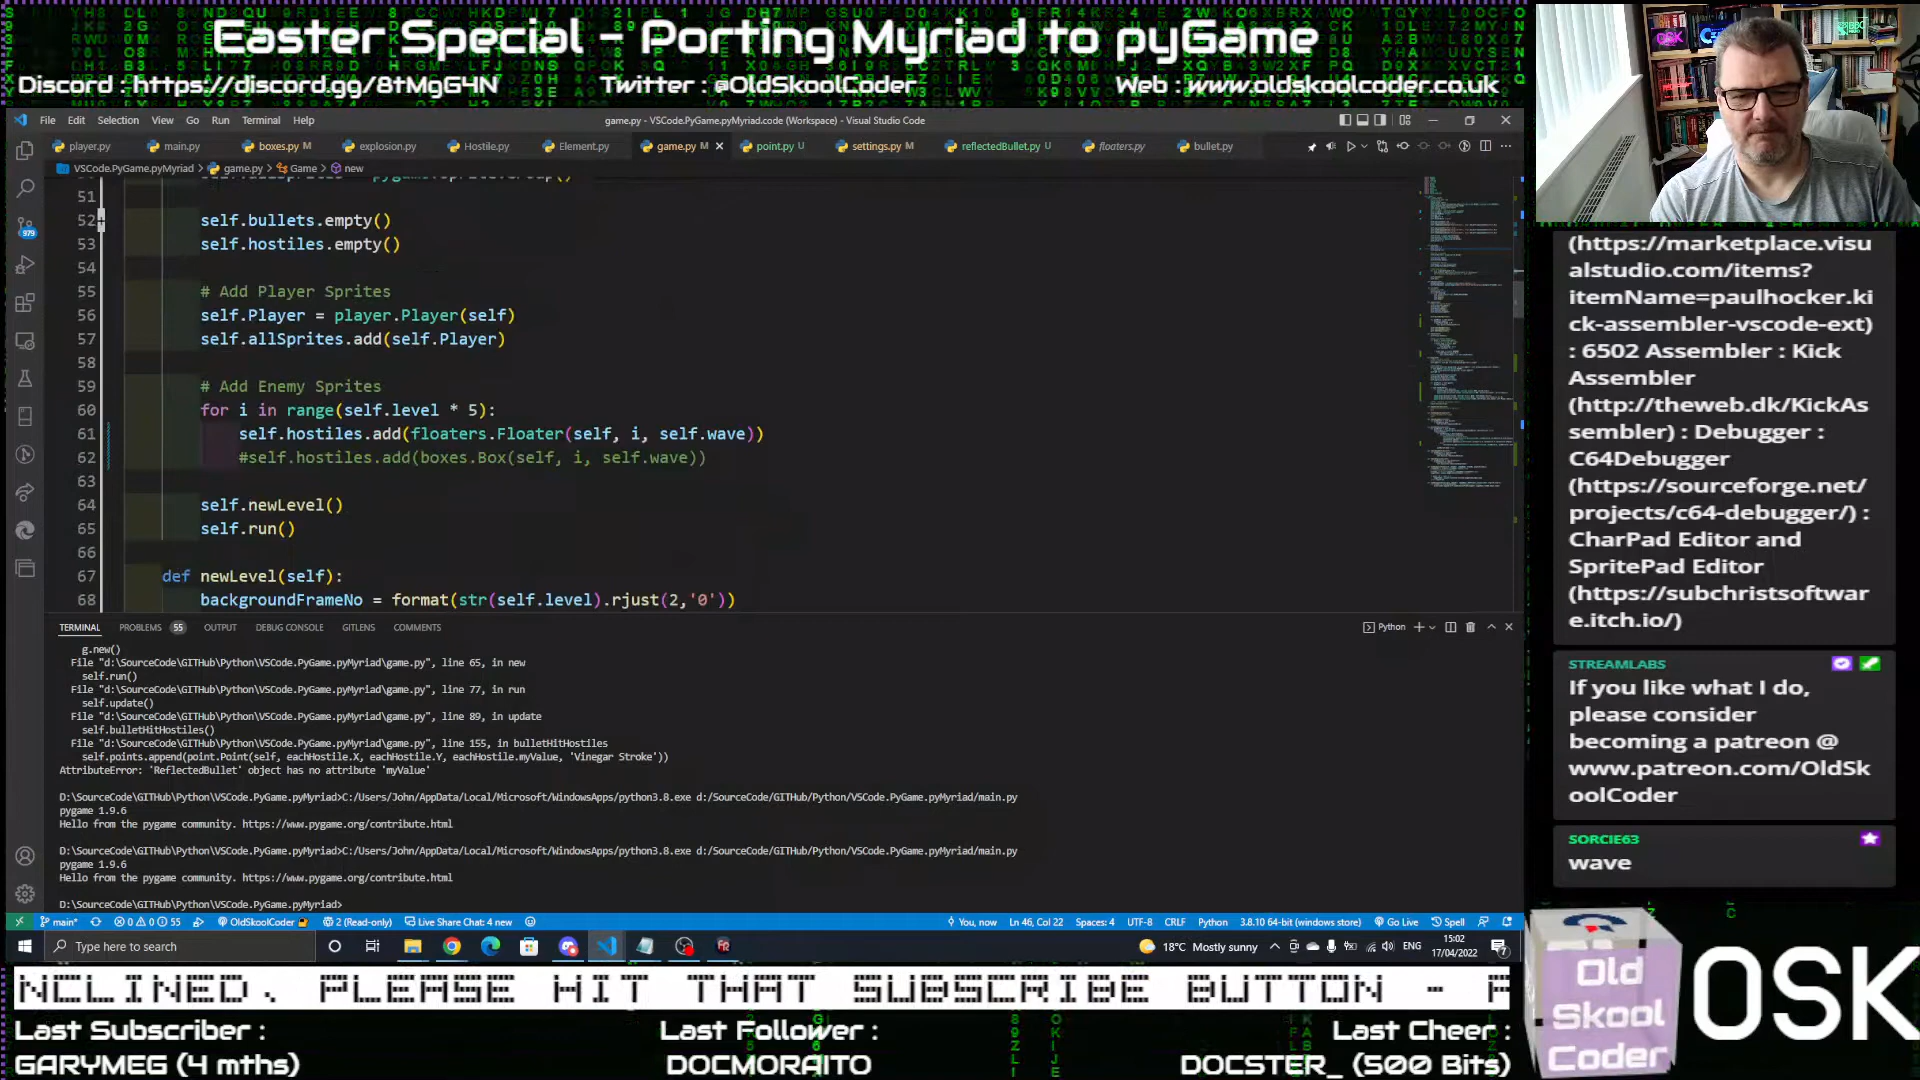 Easter Special - Porting Myriad to pyGame
Discord : https://discord.gg/8tMgG4N
Twitter : @OldSkoolCoder
Web : www.oldskoolcoder.co.uk
File Edit Selection View Go Run Terminal Help
game.py - VSCode.PyGame.pyMyriad.code (Workspace) - Visual Studio Code
player.py
main.py
boxes.py M
explosion.py
Hostile.py
Element.py
game.py M
point.py U
settings.py M
reflectedBullet.py U
floaters.py
bullet.py
VSCode.PyGame.pyMyriad > game.py > Game > new
51
52 self.bullets.empty()
53 self.hostiles.empty()
54
55 # Add Player Sprites
56 self.Player = player.Player(self)
57 self.allSprites.add(self.Player)
58
59 # Add Enemy Sprites
60 for i in range(self.level * 5):
61 self.hostiles.add(floaters.Floater(self, i, self.wave))
62 #self.hostiles.add(boxes.Box(self, i, self.wave))
63
64 self.newLevel()
65 self.run()
66
67 def newLevel(self):
68 backgroundFrameNo = format(str(self.level).rjust(2,'0'))
979
TERMINAL PROBLEMS 55 OUTPUT DEBUG CONSOLE GITLENS COMMENTS
Python
g.new()
File "d:\SourceCode\GITHub\Python\VSCode.PyGame.pyMyriad\game.py", line 65, in new
self.run()
File "d:\SourceCode\GITHub\Python\VSCode.PyGame.pyMyriad\game.py", line 77, in run
self.update()
File "d:\SourceCode\GITHub\Python\VSCode.PyGame.pyMyriad\game.py", line 89, in update
self.bulletHitHostiles()
File "d:\SourceCode\GITHub\Python\VSCode.PyGame.pyMyriad\game.py", line 155, in bulletHitHostiles
self.points.append(point.Point(self, eachHostile.X, eachHostile.Y, eachHostile.myValue, 'Vinegar Stroke'))
AttributeError: 'ReflectedBullet' object has no attribute 'myValue'
D:\SourceCode\GITHub\Python\VSCode.PyGame.pyMyriad>C:/Users/John/AppData/Local/Microsoft/WindowsApps/python3.8.exe d:/SourceCode/GITHub/Python/VSCode.PyGame.pyMyriad/main.py
pygame 1.9.6
Hello from the pygame community. https://www.pygame.org/contribute.html
D:\SourceCode\GITHub\Python\VSCode.PyGame.pyMyriad>C:/Users/John/AppData/Local/Microsoft/WindowsApps/python3.8.exe d:/SourceCode/GITHub/Python/VSCode.PyGame.pyMyriad/main.py
pygame 1.9.6
Hello from the pygame community. https://www.pygame.org/contribute.html
D:\SourceCode\GITHub\Python\VSCode.PyGame.pyMyriad>
main* 0 0 55 OldSkoolCoder 2 (Read-only) Live Share Chat: 4 new
You, now Ln 46, Col 22 Spaces: 4 UTF-8 CRLF Python 3.8.10 64-bit (windows store) Go Live Spell
Type here to search
18°C Mostly sunny
ENG
15:02
17/04/2022
(https://marketplace.visu
alstudio.com/items?
itemName=paulhocker.ki
ck-assembler-vscode-ext)
: 6502 Assembler : Kick
Assembler
(http://theweb.dk/KickAs
sembler) : Debugger :
C64Debugger
(https://sourceforge.net/
projects/c64-debugger/) :
CharPad Editor and
SpritePad Editor
(https://subchristsoftwar
e.itch.io/)
STREAMLABS
If you like what I do,
please consider
becoming a patreon @
www.patreon.com/OldSk
oolCoder
SORCIE63
wave
NCLINED. PLEASE HIT THAT SUBSCRIBE BUTTON -
Last Subscriber :
GARYMEG (4 mths)
Last Follower :
DOCMORAITO
Last Cheer :
DOCSTER_ (500 Bits)
Old
Skool
Coder
OSK